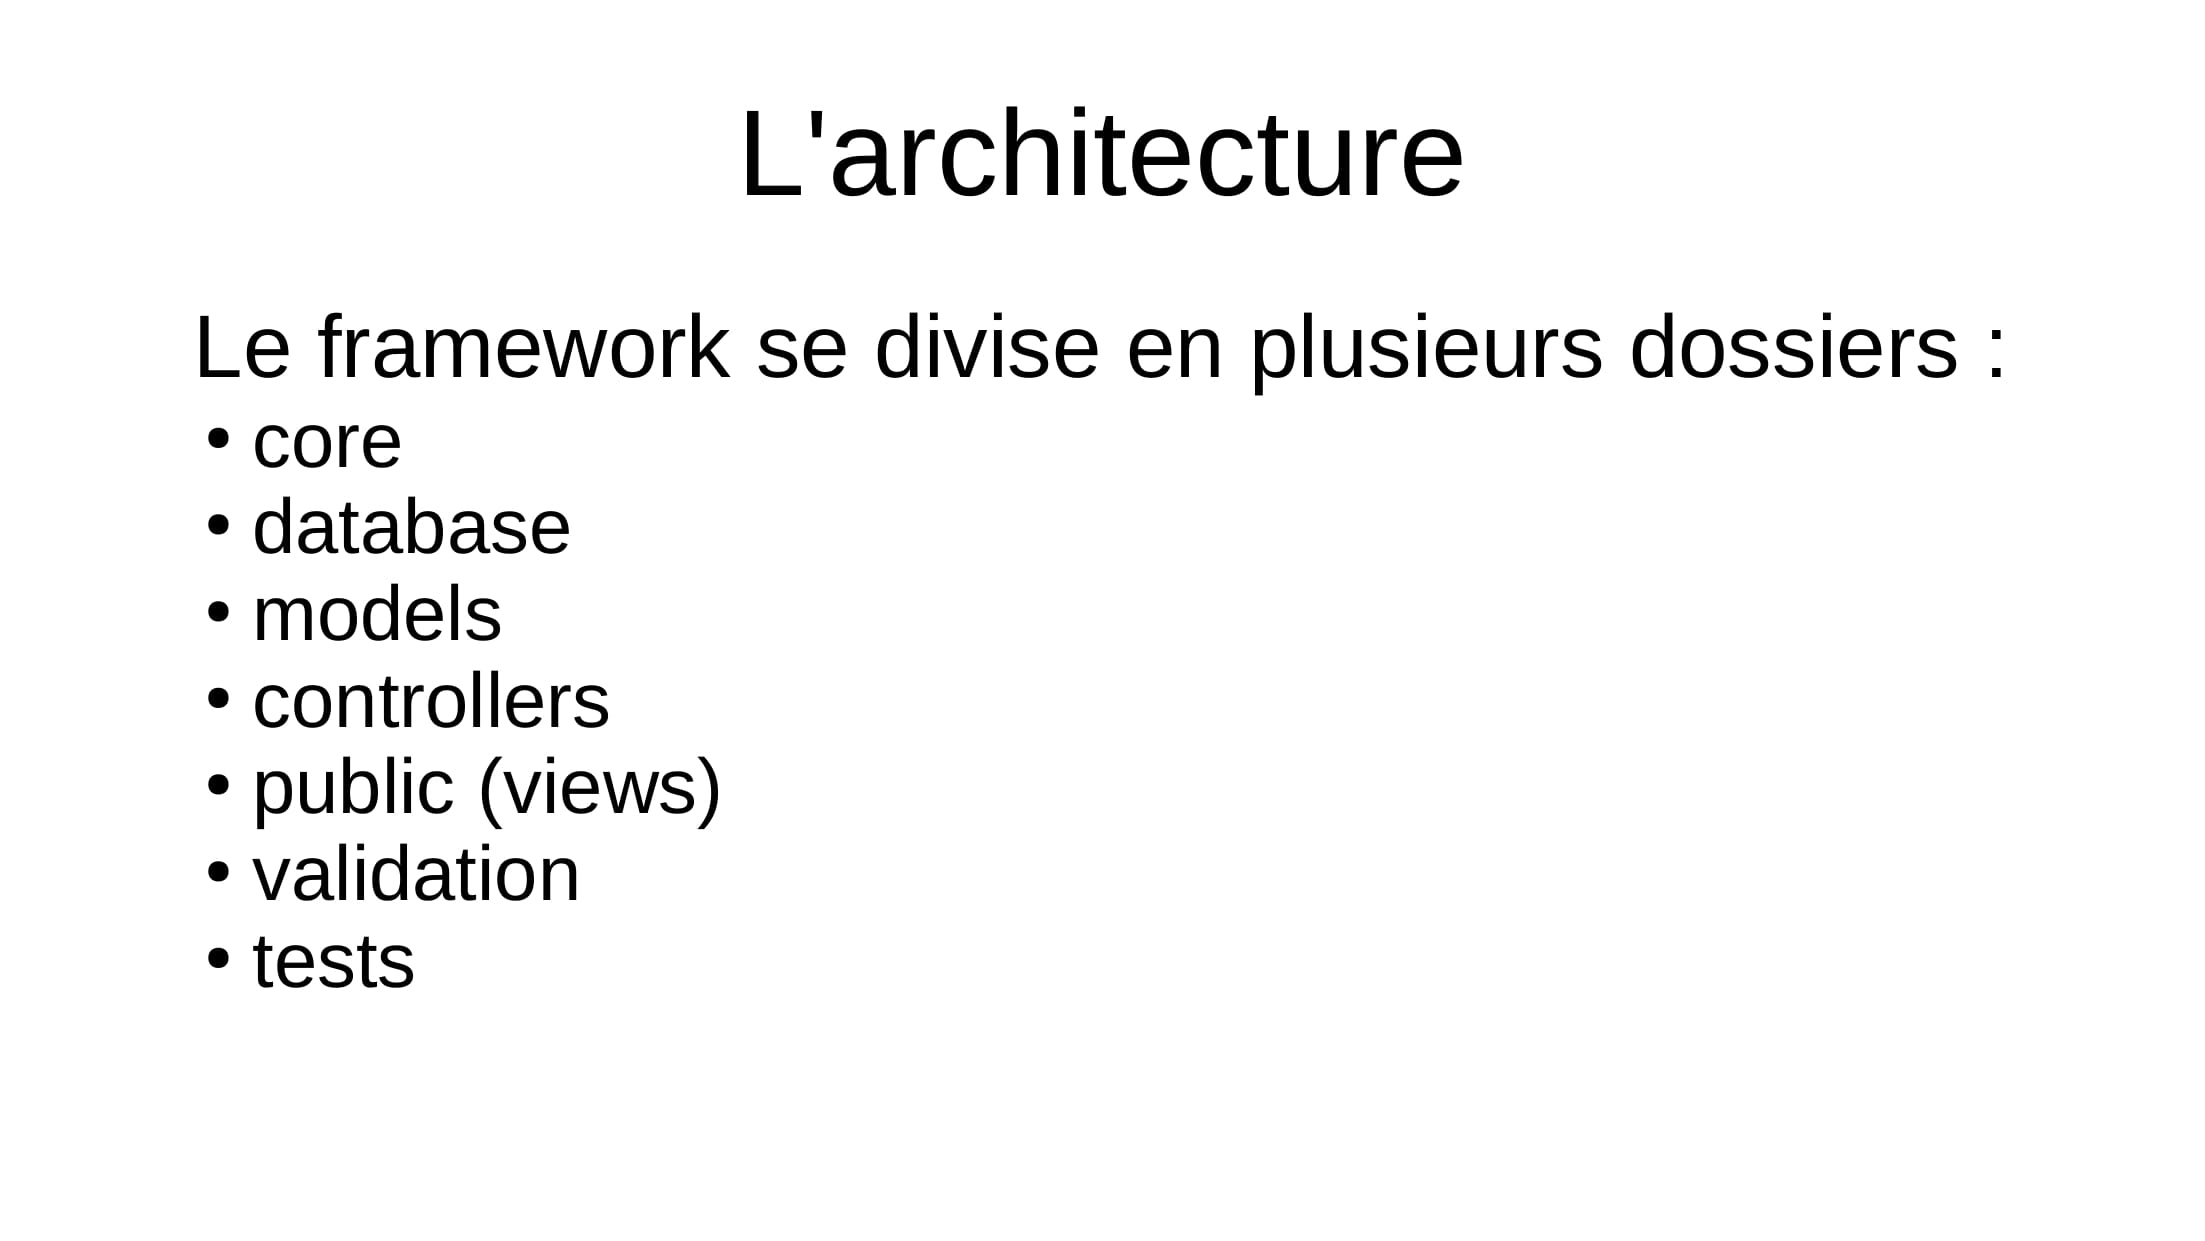 L'architecture
Le framework se divise en plusieurs dossiers :
• core
• database
• models
• controllers
• public (views)
• validation
• tests